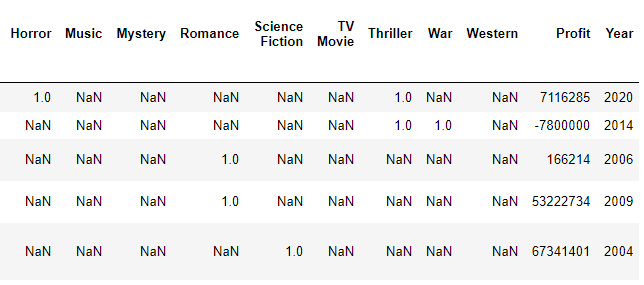 Horror Music Mystery Romance Science Fiction TV Movie Thriller War Western Profit Year
1.0 NaN NaN NaN NaN NaN 1.0 NaN NaN 7116285 2020
NaN NaN NaN NaN NaN NaN 1.0 1.0 NaN -7800000 2014
NaN NaN NaN 1.0 NaN NaN NaN NaN NaN 166214 2006
NaN NaN NaN 1.0 NaN NaN NaN NaN NaN 53222734 2009
NaN NaN NaN NaN 1.0 NaN NaN NaN NaN 67341401 2004